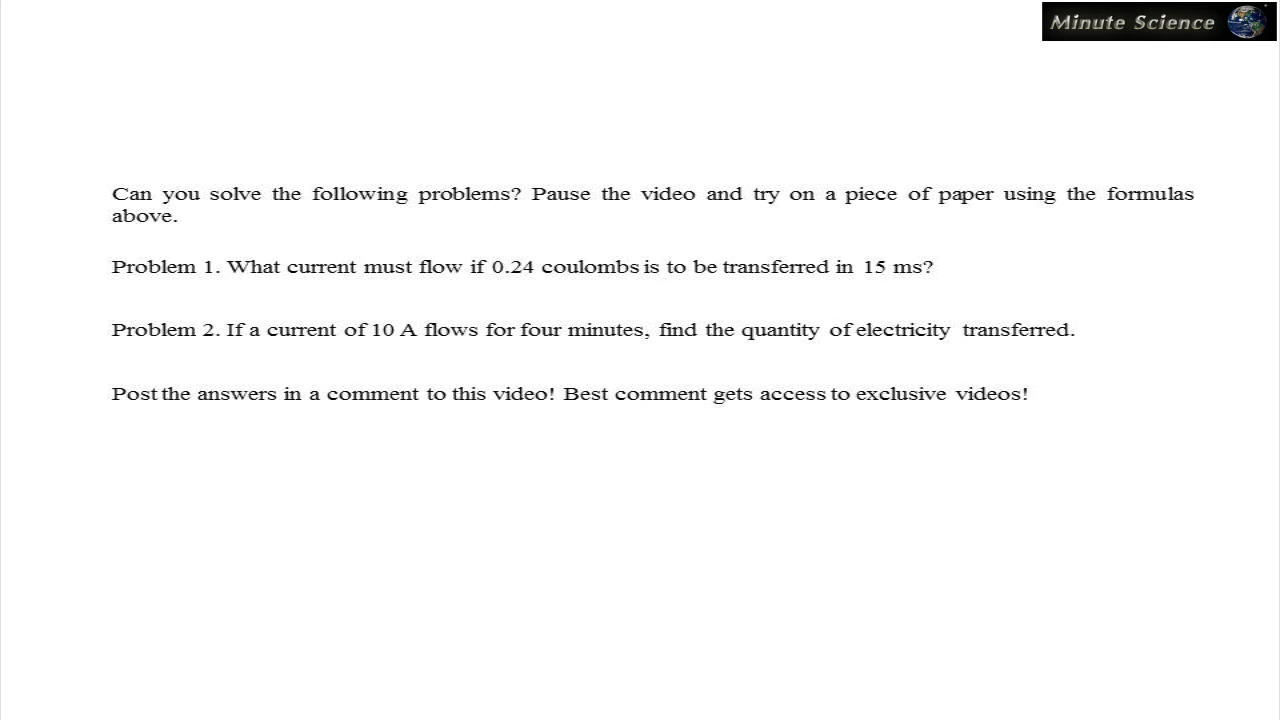 Minute Science
Can you solve the following problems? Pause the video and try on a piece of paper using the formulas
above.
Problem 1. What current must flow if 0.24 coulombs is to be transferred in 15 ms?
Problem 2. If a current of 10 A flows for four minutes, find the quantity of electricity transferred.
Post the answers in a comment to this video! Best comment gets access to exclusive videos!